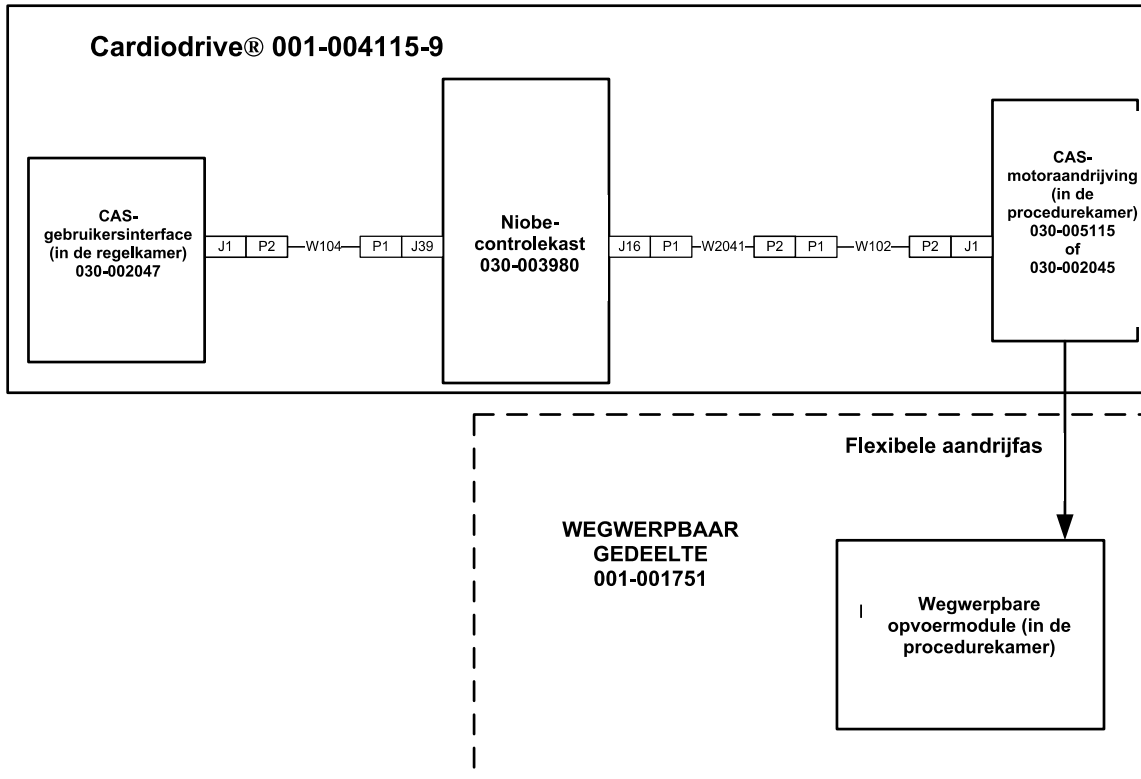 Cardiodrive® 001-004115-9
CAS-
gebruikersinterface
(in de regelkamer)
030-002047
J1 P2 W104 P1 J39
Niobe-
controlekast
030-003980
J16 P1 W2041 P2 P1 W102 P2 J1
CAS-
motoraandrijving
(in de
procedurekamer)
030-005115
of
030-002045
Flexibele aandrijfas
WEGWERPBAAR
GEDEELTE
001-001751
Wegwerpbare
opvoermodule (in de
procedurekamer)